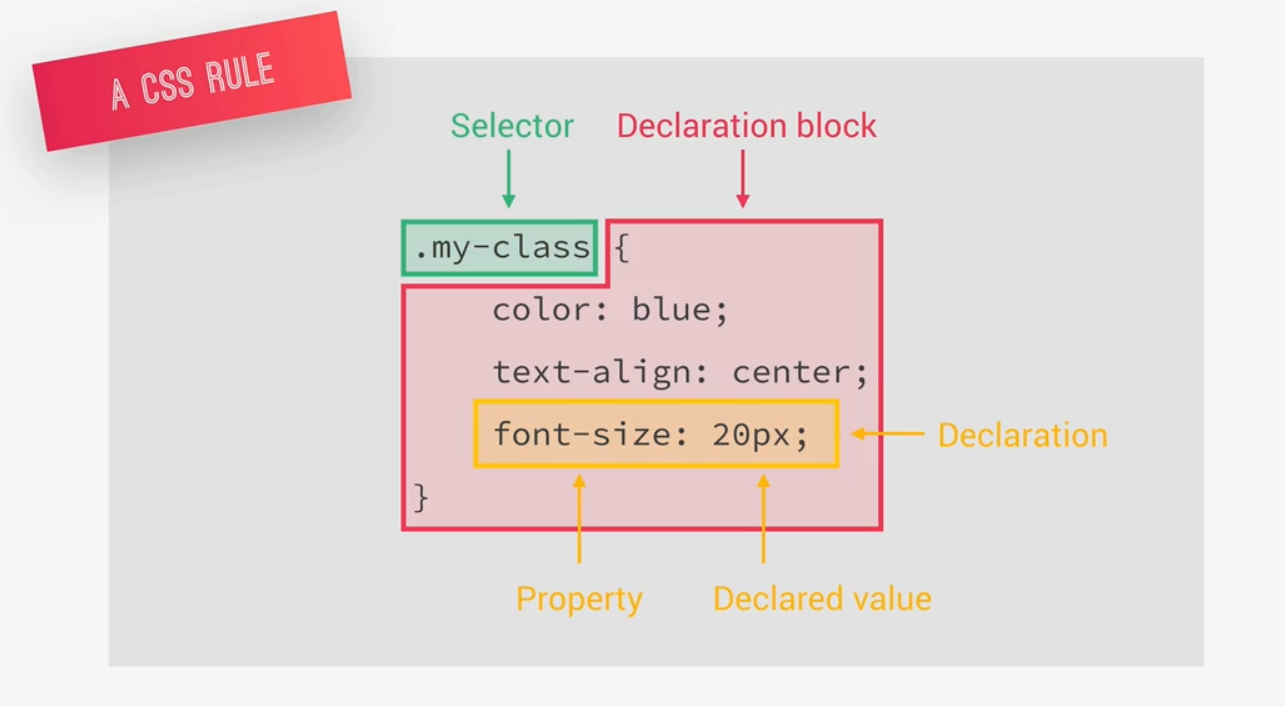 A CSS RULE
Selector Declaration block
.my-class {
color: blue;
text-align: center;
font-size: 20px;
Declaration
}
Property Declared value